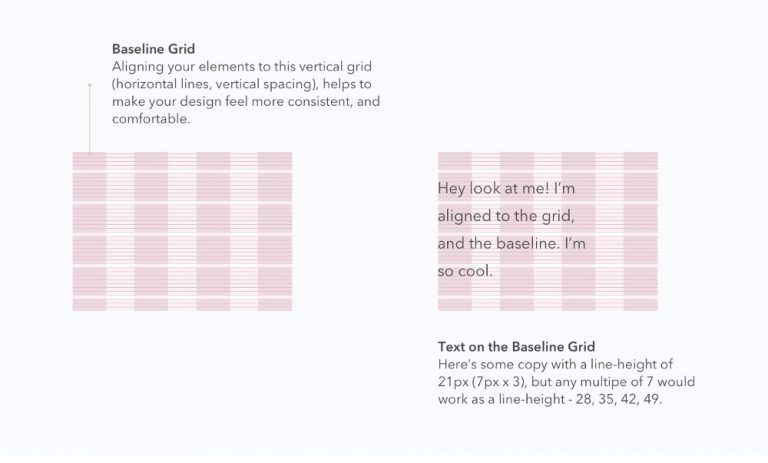 Baseline Grid
Aligning your elements to this vertical grid
(horizontal lines, vertical spacing), helps to
make your design feel more consistent, and
comfortable.
Hey look at me! I’m
aligned to the grid,
and the baseline. I’m
so cool.
Text on the Baseline Grid
Here’s some copy with a line-height of
21px (7px x 3), but any multipe of 7 would
work as a line-height - 28, 35, 42, 49.